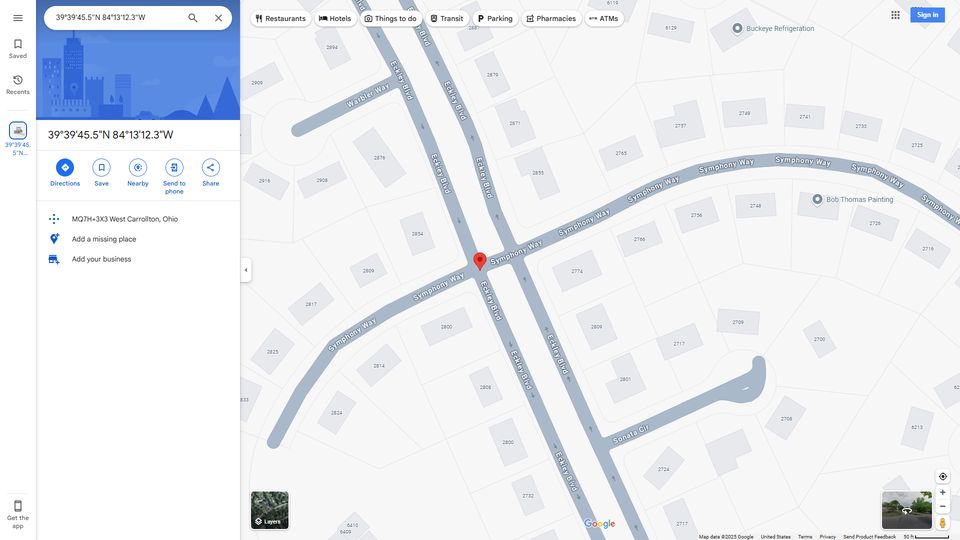 39°39'45.5"N 84°13'12.3"W
Saved
Recents
39°39'45.
5"N...
Get the
app
39°39'45.5"N 84°13'12.3"W
Directions
Save
Nearby
Send to
phone
Share
MQ7H+3X3 West Carrollton, Ohio
Add a missing place
Add your business
Restaurants
Hotels
Things to do
Transit
Parking
Pharmacies
ATMs
Sign in
6119
2894
6129
Buckeye Refrigeration
Eckley Blvd
Eckley Blvd
2909
2879
Warbler Way
Eckley Blvd
2749
2741
2757
2735
2871
2725
2876
2765
Symphony Way
Symphony Way
Eckley Blvd
Eckley Blvd
2855
Symphony Way
2916
2908
Symphony Way
Bob Thomas Painting
2748
2756
Symphony Way
2726
2854
2766
2716
Symphony Way
2809
2774
Symphony Way
2817
Eckley Blvd
2709
2800
2809
2700
Symphony Way
2717
2825
Eckley Blvd
2814
Eckley Blvd
2801
2808
2833
2824
2708
6213
Sonata Cir
2800
2724
Eckley Blvd
2732
2717
6410
6409
Layers
Google
Map data ©2025 Google
United States
Terms
Privacy
Send Product Feedback
50 ft